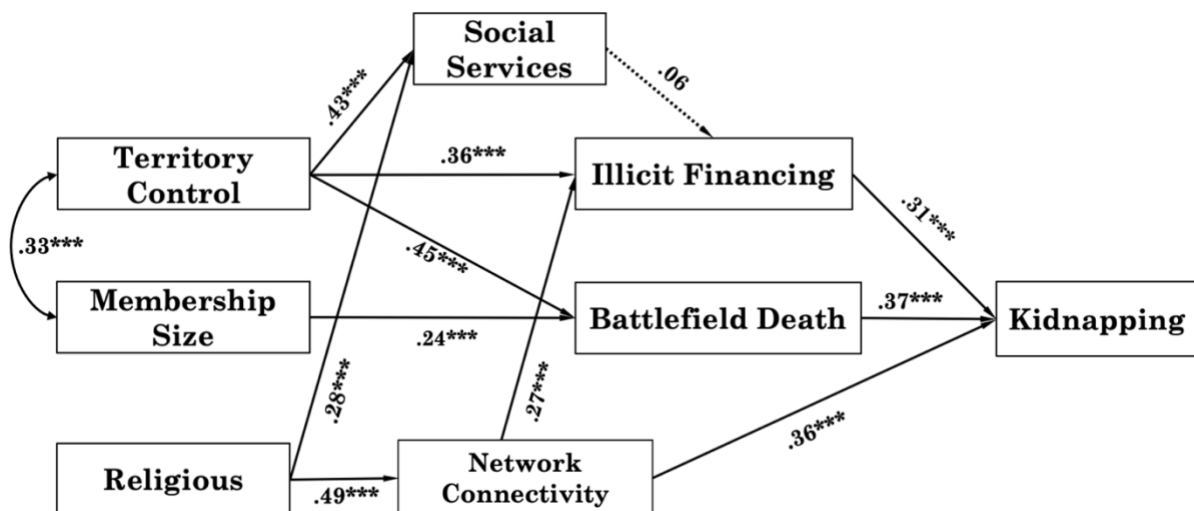 Social
Services
.43***
.06
Territory
Control
.36***
Illicit Financing
.31***
.33***
.45***
Membership
Size
.24***
Battlefield Death
.37***
Kidnapping
.28***
.27***
.36***
Religious
.49***
Network
Connectivity